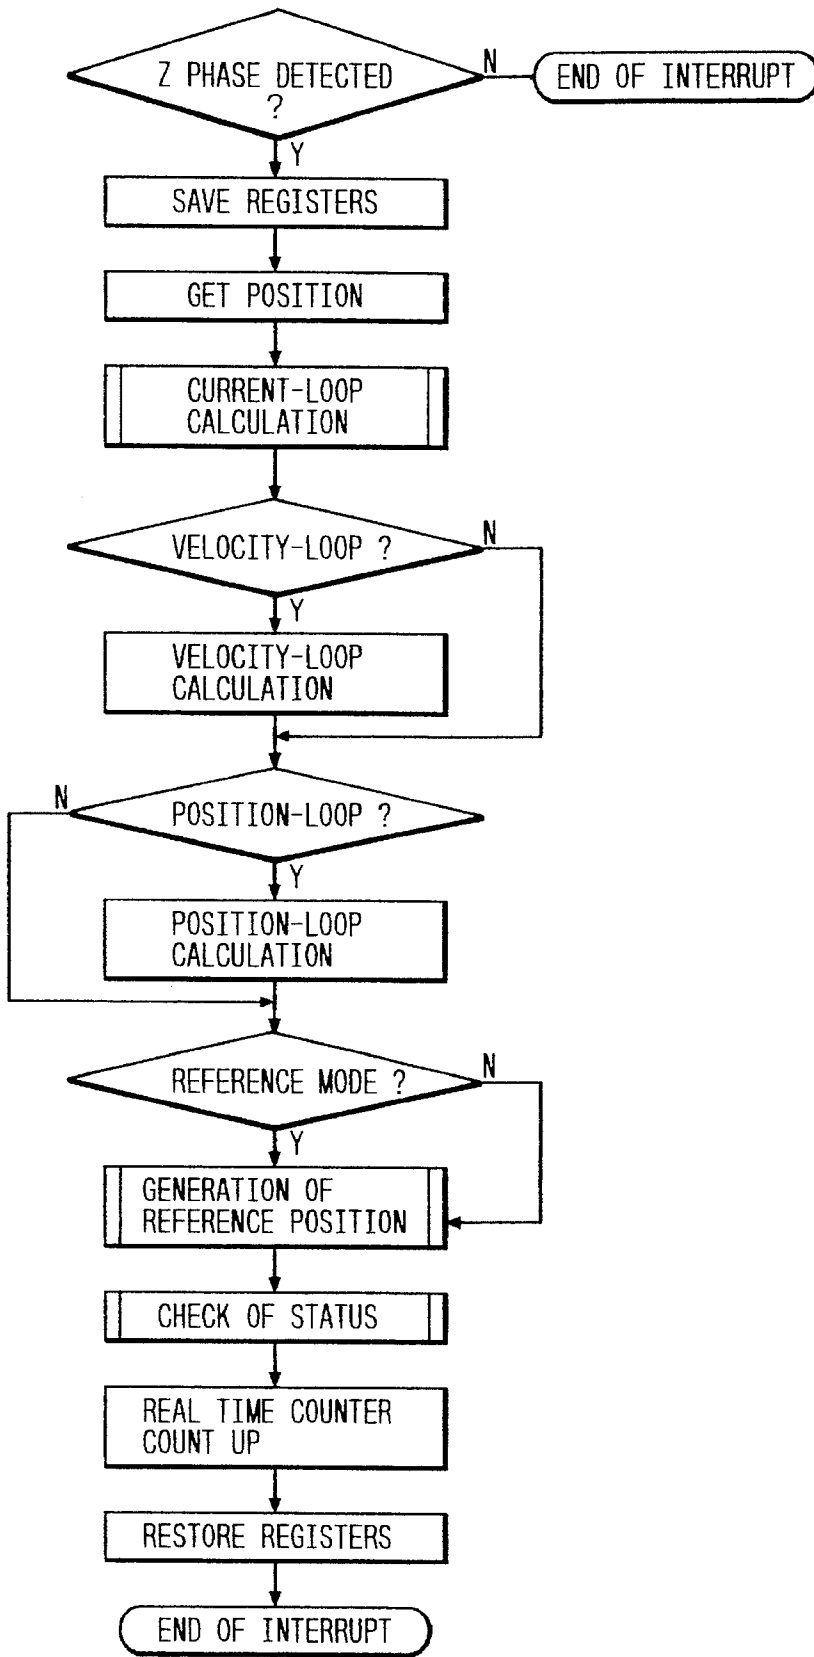 Z PHASE DETECTED
?
N
END OF INTERRUPT
Y
SAVE REGISTERS
GET POSITION
CURRENT-LOOP
CALCULATION
VELOCITY-LOOP ?
N
Y
VELOCITY-LOOP
CALCULATION
N
POSITION-LOOP ?
Y
POSITION-LOOP
CALCULATION
REFERENCE MODE ?
N
Y
GENERATION OF
REFERENCE POSITION
CHECK OF STATUS
REAL TIME COUNTER
COUNT UP
RESTORE REGISTERS
END OF INTERRUPT